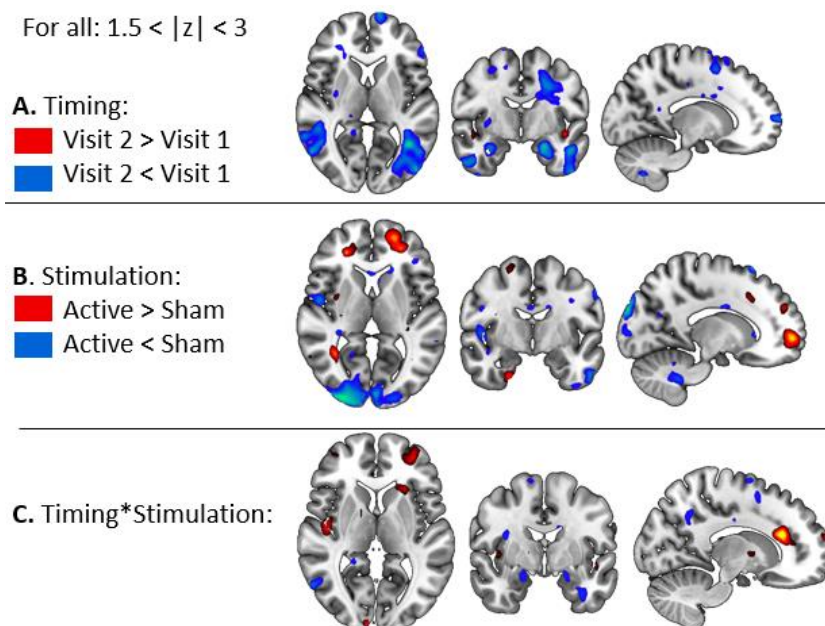 For all: 1.5 < |z| < 3
A. Timing:
Visit 2 > Visit 1
Visit 2 < Visit 1
B. Stimulation:
Active > Sham
Active < Sham
C. Timing*Stimulation: